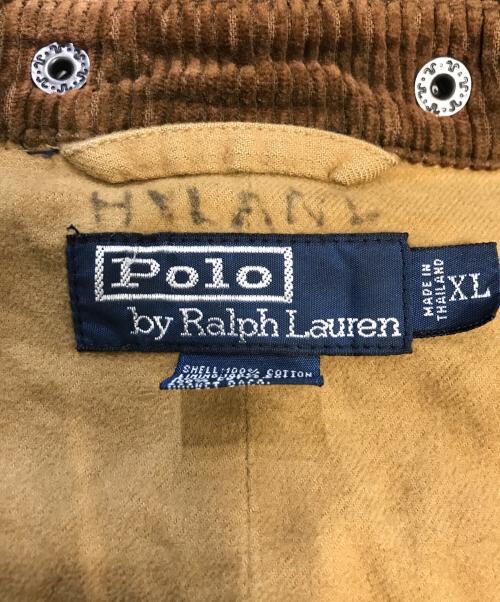 HYLAND
Polo
by Ralph Lauren
MADE IN
THAILAND
XL
SHELL:100% COTTON